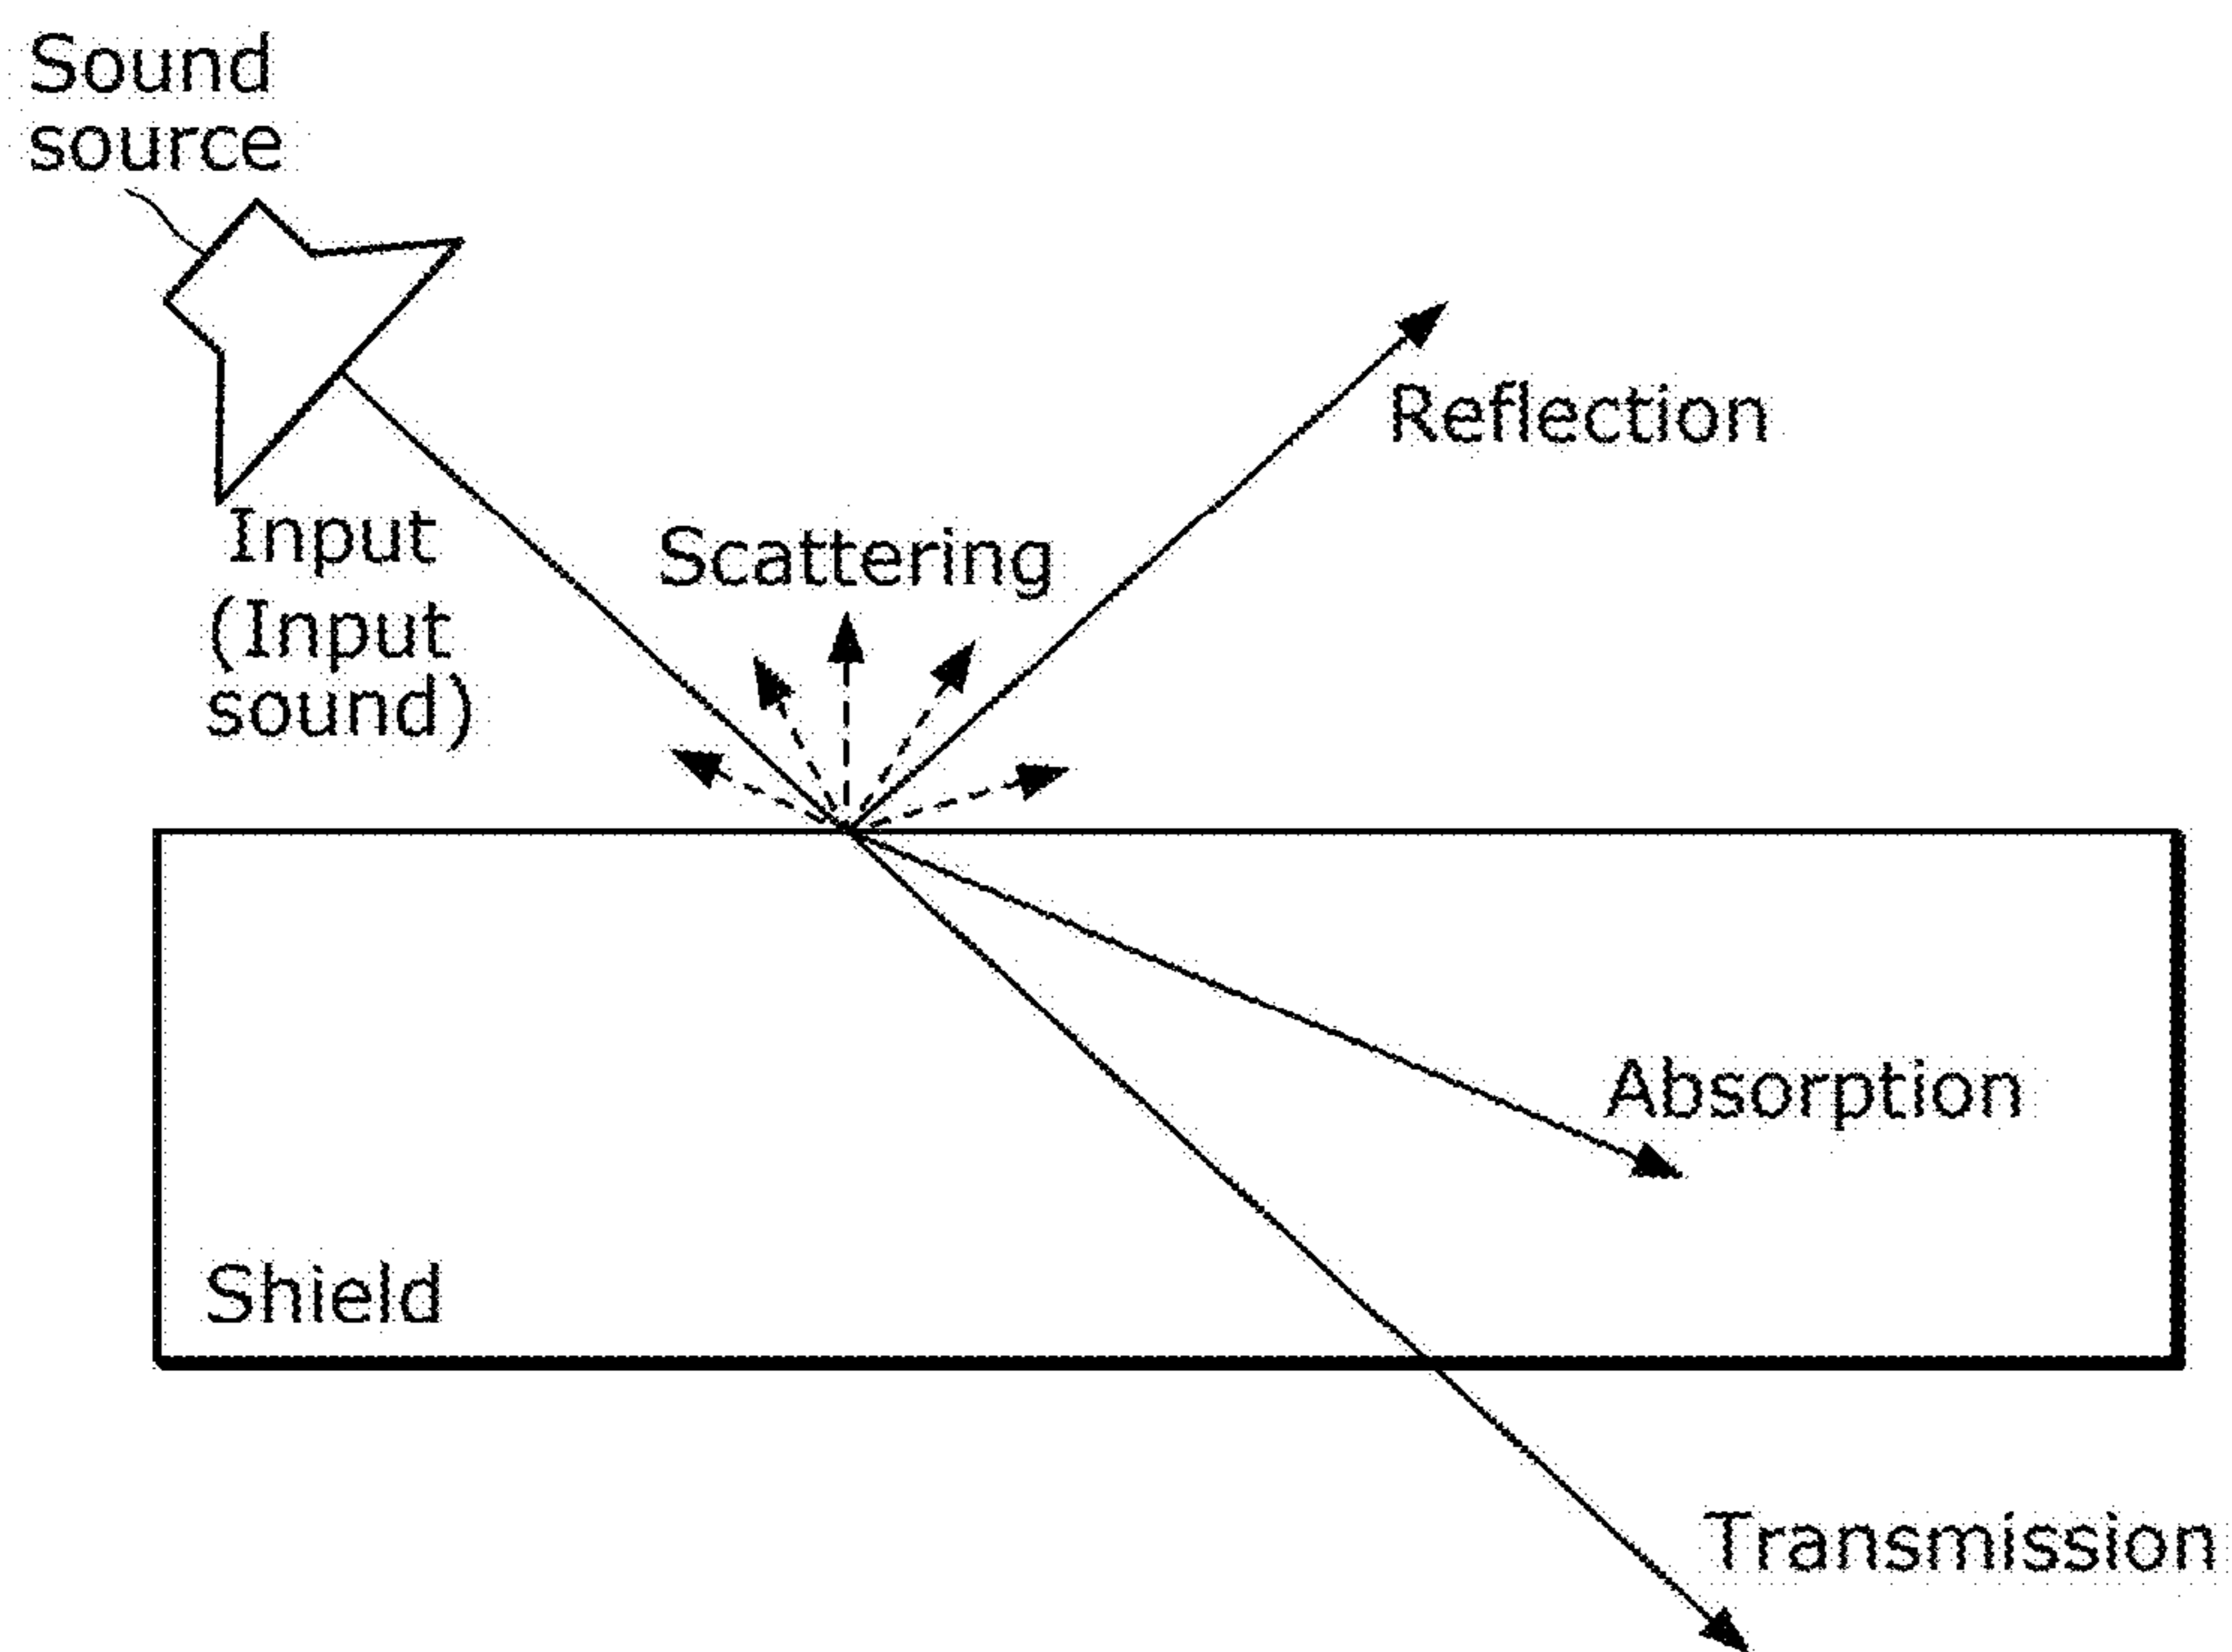 Sound
source
Input
(Input
sound)
Scattering
Reflection
Absorption
Shield
Transmission